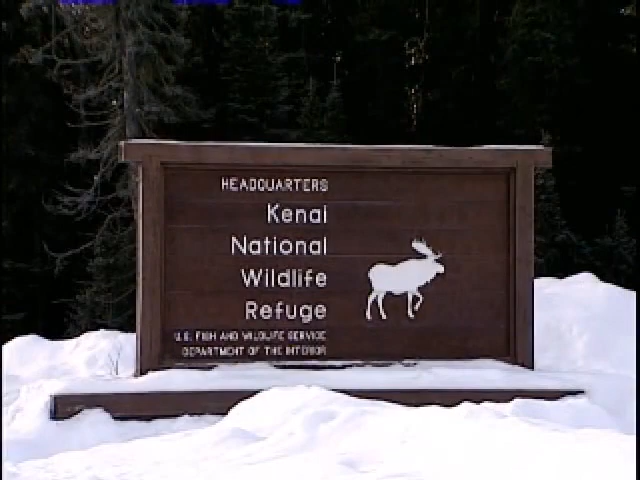 HEADQUARTERS
Kenai
National
Wildlife
Refuge
U.S. FISH AND WILDLIFE SERVICE
DEPARTMENT OF THE INTERIOR